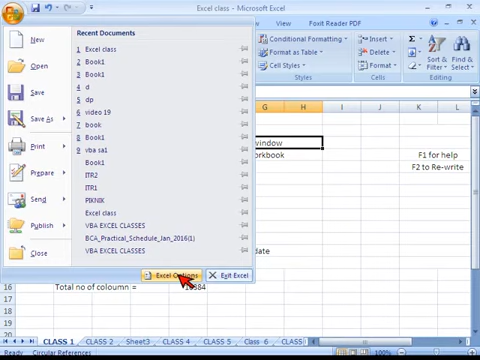 Excel class - Microsoft Excel
View
Foxit Reader PDF
New
Open
Save
Save As
Print
Prepare
Send
Publish
Close
Recent Documents
1 Excel class
2 Book1
3 Book1
4 d
5 dp
6 video 19
7 book
8 Book1
9 vba sa1
Book1
ITR2
ITR1
PIKNIK
Excel class
VBA EXCEL CLASSES
BCA_Practical_Schedule_Jan_2016(1)
VBA EXCEL CLASSES
Excel Options
Exit Excel
Conditional Formatting
Format as Table
Cell Styles
Styles
Insert
Delete
Format
Cells
Sort &
Filter
Find &
Select
Editing
G H I J K L
window
F1 for help
F2 to Re-write
date
16
17
18
19
20
Total no of coloumn =
CLASS 1 CLASS 2 Sheet3 CLASS 4 CLASS 5 Class 6 CLASS
Ready Circular References